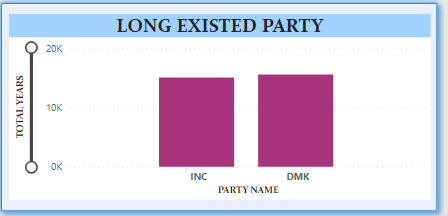 LONG EXISTED PARTY
20K
10K
0K
TOTAL YEARS
INC DMK
PARTY NAME